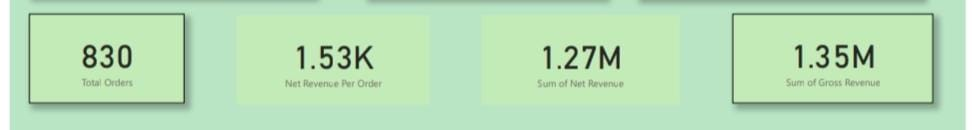 830
Total Orders
1.53K
Net Revenue Per Order
1.27M
Sum of Net Revenue
1.35M
Sum of Gross Revenue